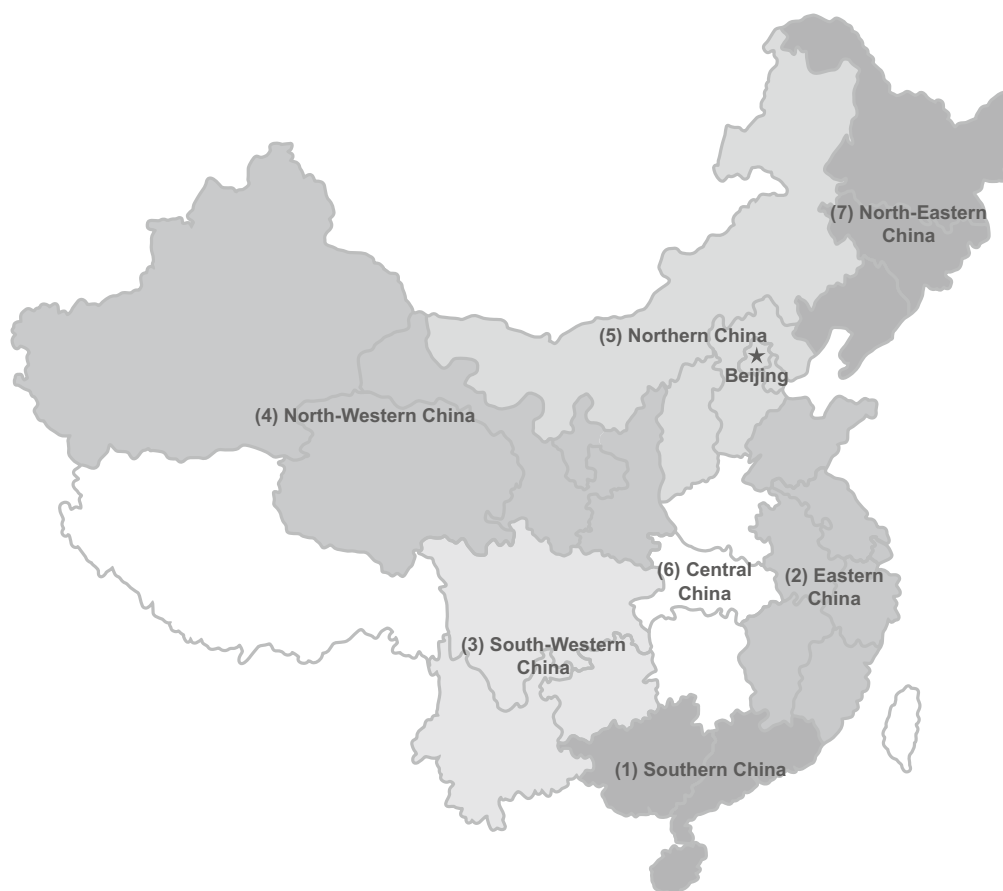 (7) North-Eastern
China
(5) Northern China
Beijing
(4) North-Western China
(6) Central
China
(2) Eastern
China
(3) South-Western
China
(1) Southern China